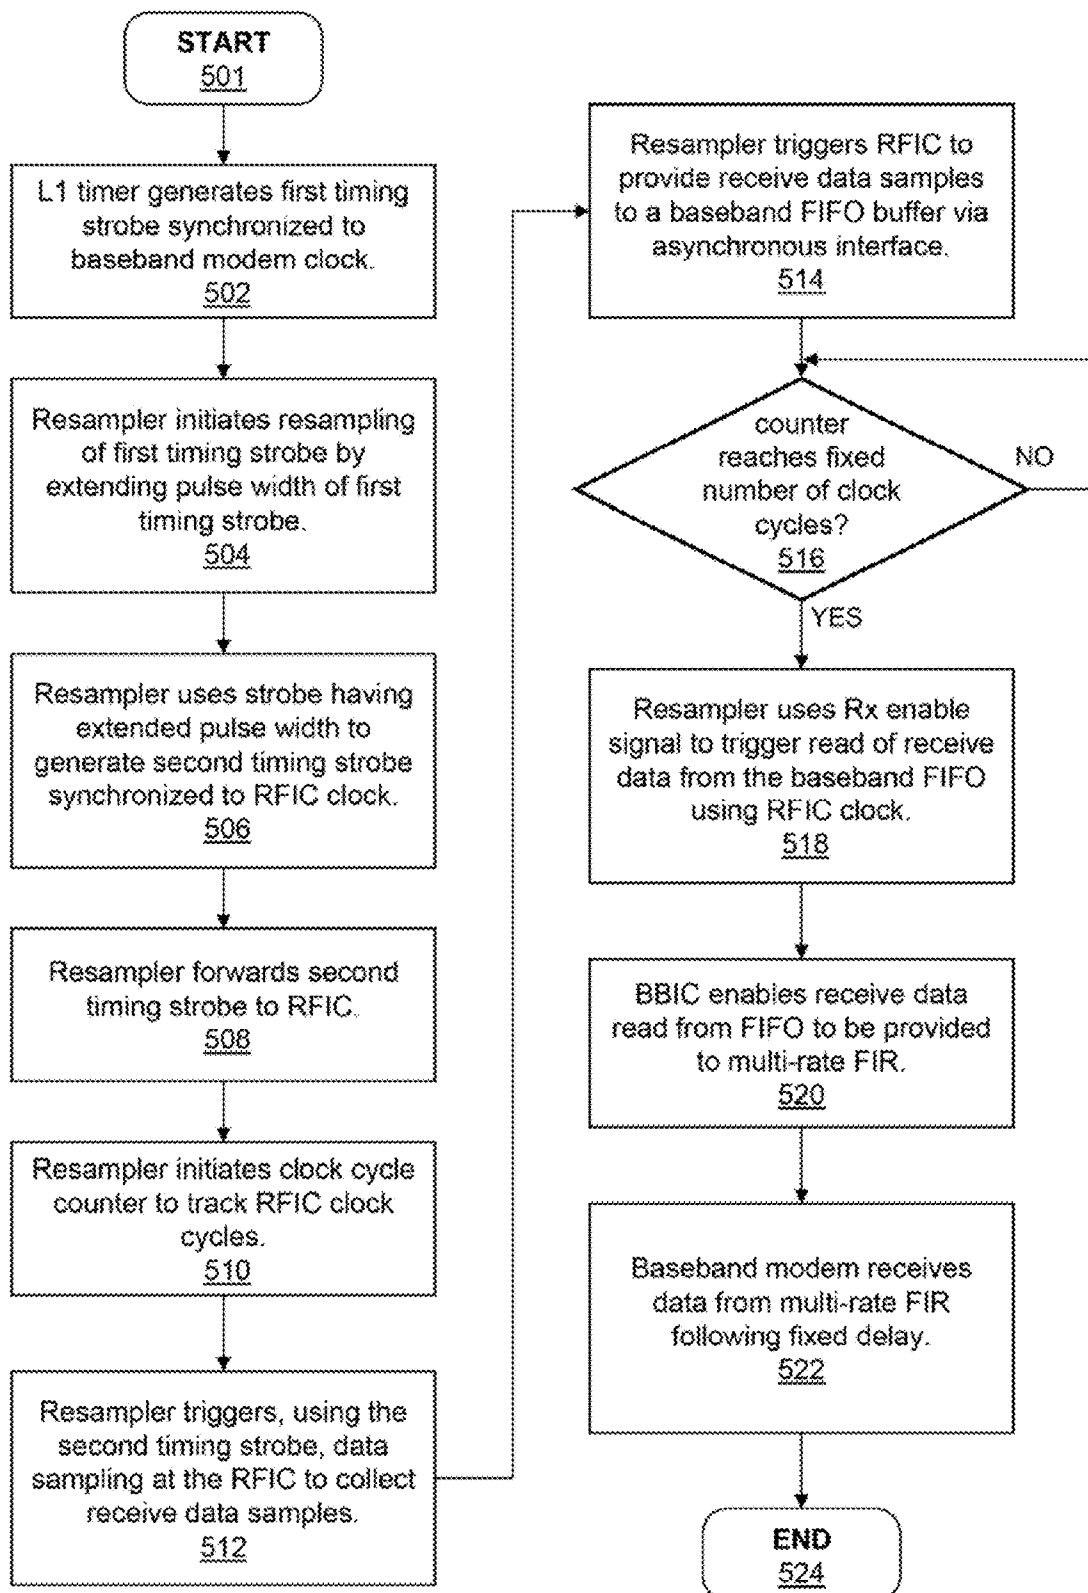 START
501
L1 timer generates first timing
strobe synchronized to
baseband modem clock.
502
Resampler initiates resampling
of first timing strobe by
extending pulse width of first
timing strobe.
504
Resampler uses strobe having
extended pulse width to
generate second timing strobe
synchronized to RFIC clock.
506
Resampler forwards second
timing strobe to RFIC.
508
Resampler initiates clock cycle
counter to track RFIC clock
cycles.
510
Resampler triggers, using the
second timing strobe, data
sampling at the RFIC to collect
receive data samples.
512
Resampler triggers RFIC to
provide receive data samples
to a baseband FIFO buffer via
asynchronous interface.
514
counter
reaches fixed
number of clock
cycles?
516
NO
YES
Resampler uses Rx enable
signal to trigger read of receive
data from the baseband FIFO
using RFIC clock.
518
BBIC enables receive data
read from FIFO to be provided
to multi-rate FIR.
520
Baseband modem receives
data from multi-rate FIR
following fixed delay.
522
END
524